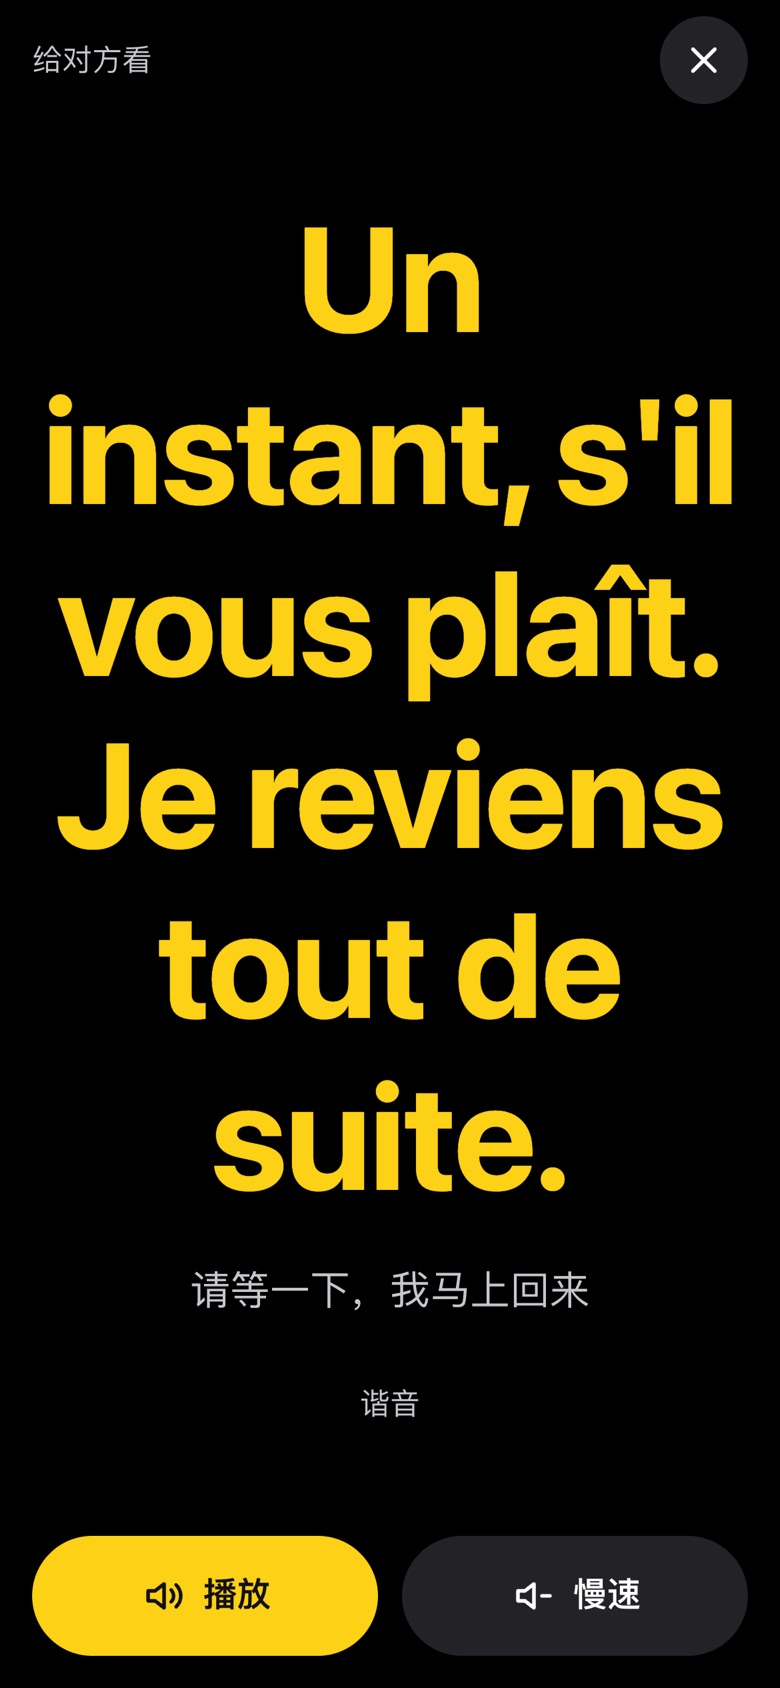 给对方看
Un
instant, s'il
vous plaît.
Je reviens
tout de
suite.
请等一下，我马上回来
谐音
播放
慢速